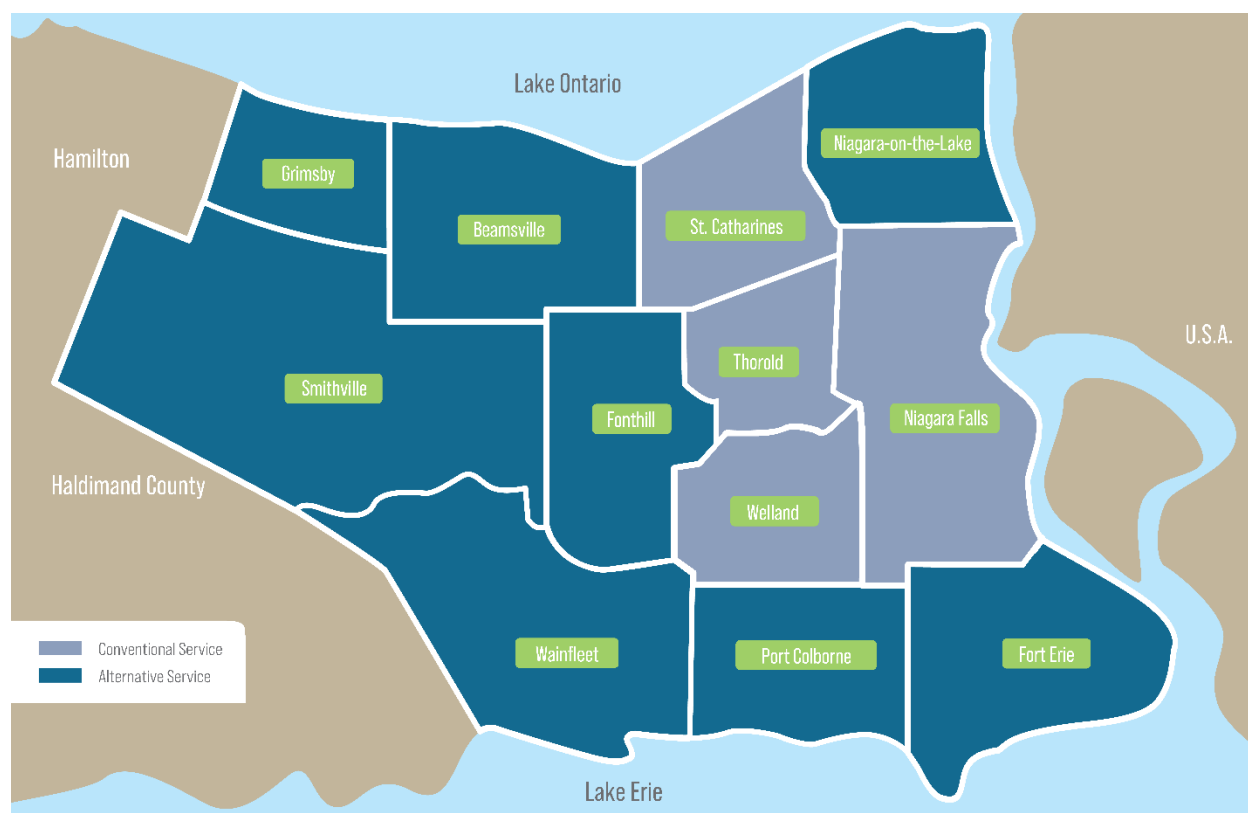 Lake Ontario
Niagara-on-the-Lake
Hamilton
Grimsby
Beamsville
St. Catharines
U.S.A.
Thorold
Smithville
Fonthill
Niagara Falls
Haldimand County
Welland
Conventional Service
Alternative Service
Wainfleet
Port Colborne
Fort Erie
Lake Erie